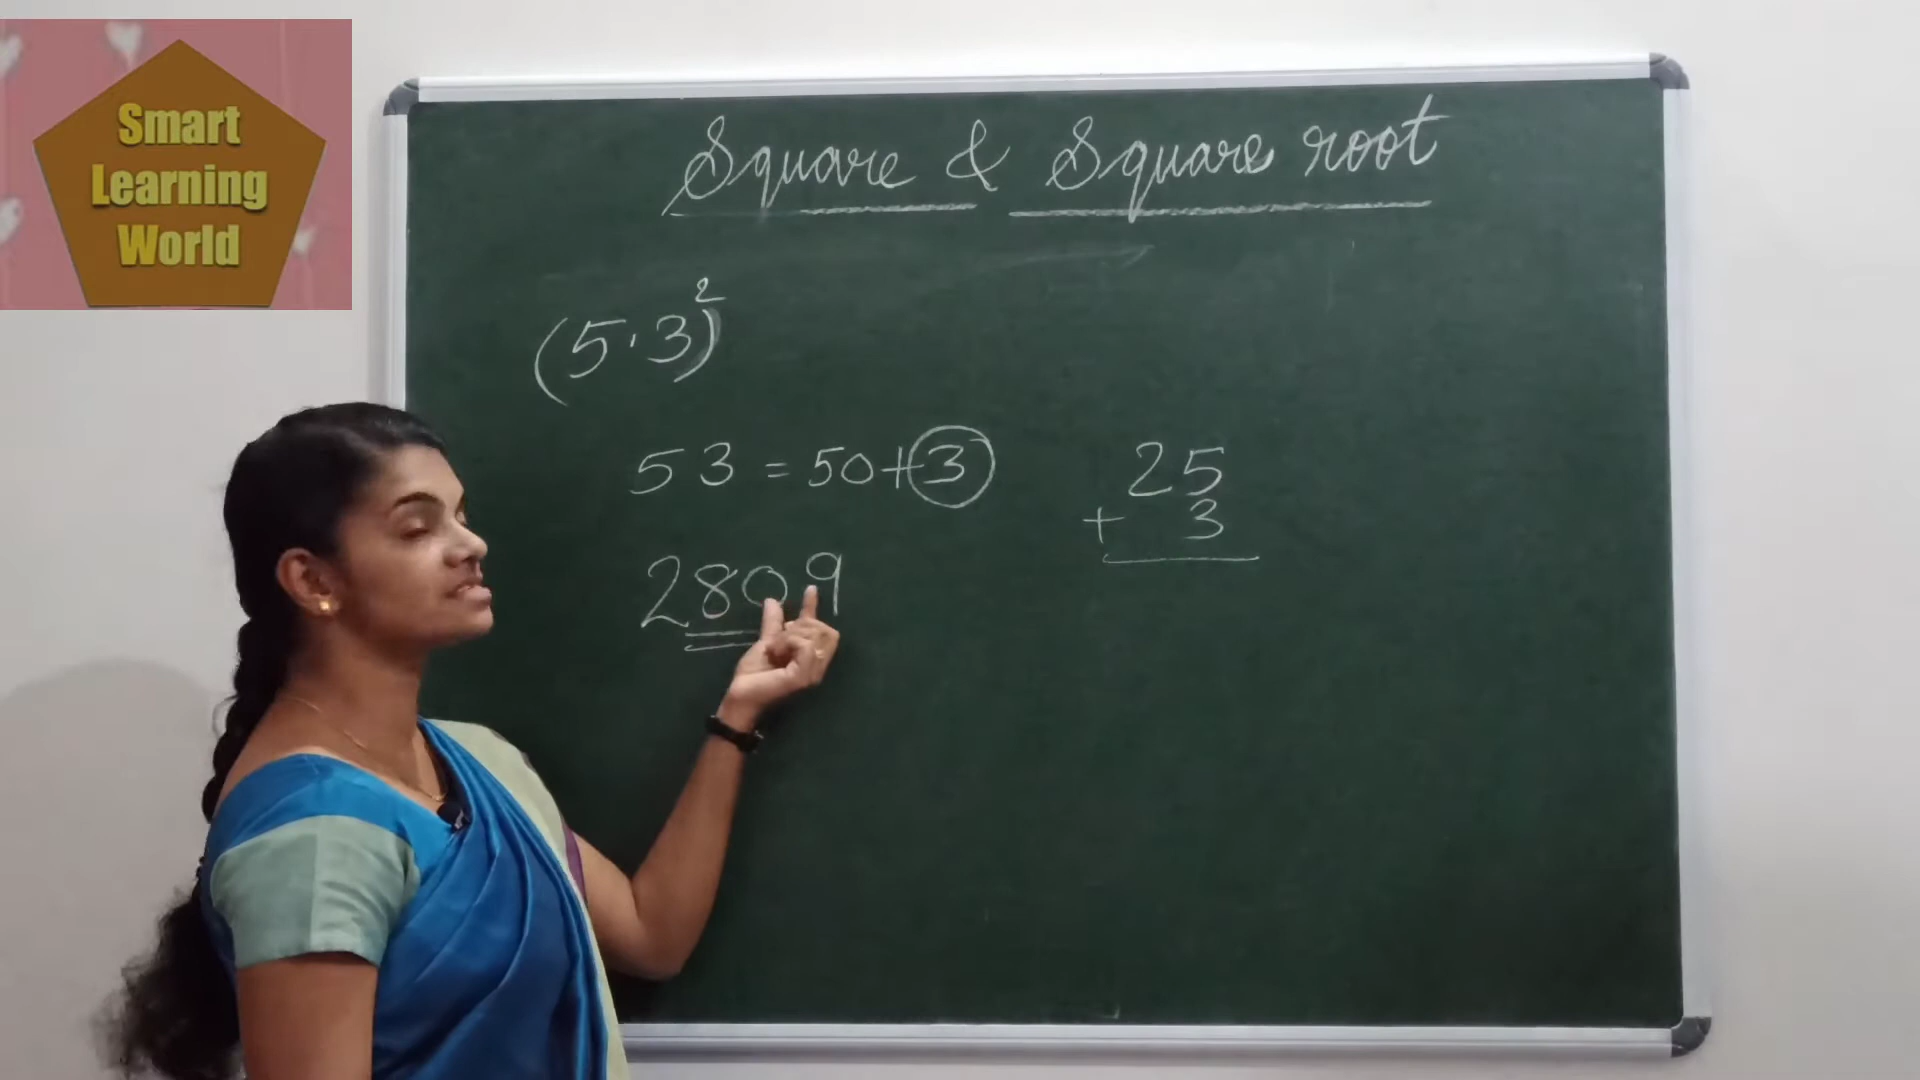 Smart
Learning
World
Square & Square root
(5.3)²
53 = 50+3
2809
25
+ 3